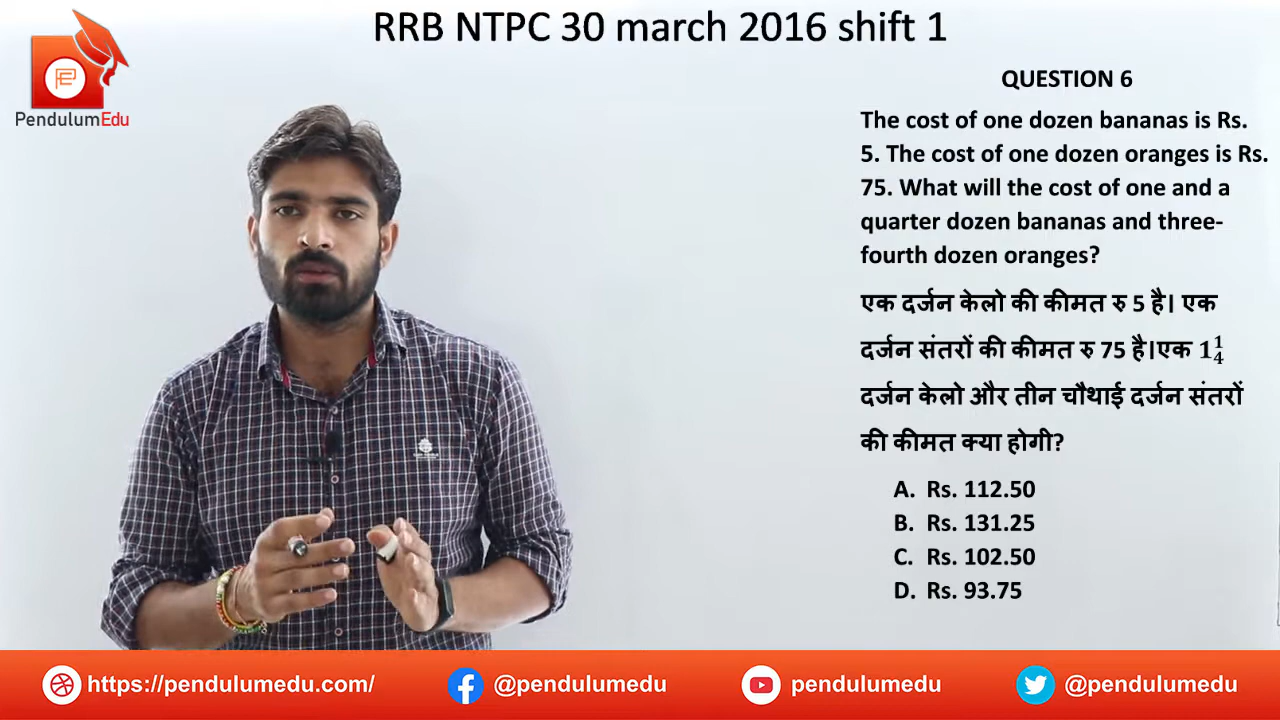 RRB NTPC 30 march 2016 shift 1
PendulumEdu
QUESTION 6
The cost of one dozen bananas is Rs.
5. The cost of one dozen oranges is Rs.
75. What will the cost of one and a
quarter dozen bananas and three-
fourth dozen oranges?
एक दर्जन केलो की कीमत रु 5 है। एक
दर्जन संतरों की कीमत रु 75 है।एक 1 1/4
दर्जन केलो और तीन चौथाई दर्जन संतरों
की कीमत क्या होगी?
A. Rs. 112.50
B. Rs. 131.25
C. Rs. 102.50
D. Rs. 93.75
https://pendulumedu.com/ @pendulumedu pendulumedu @pendulumedu